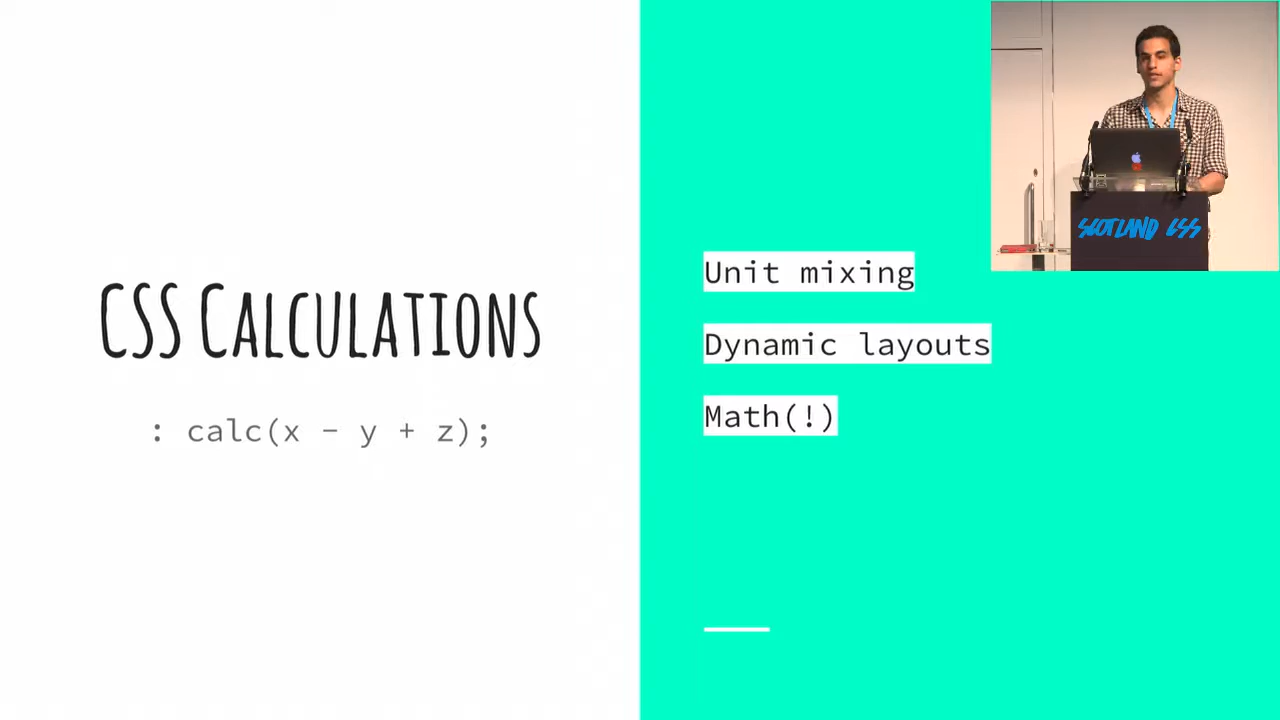 CSS Calculations
: calc(x - y + z);
Unit mixing
Dynamic layouts
Math(!)
SCOTLAND CSS